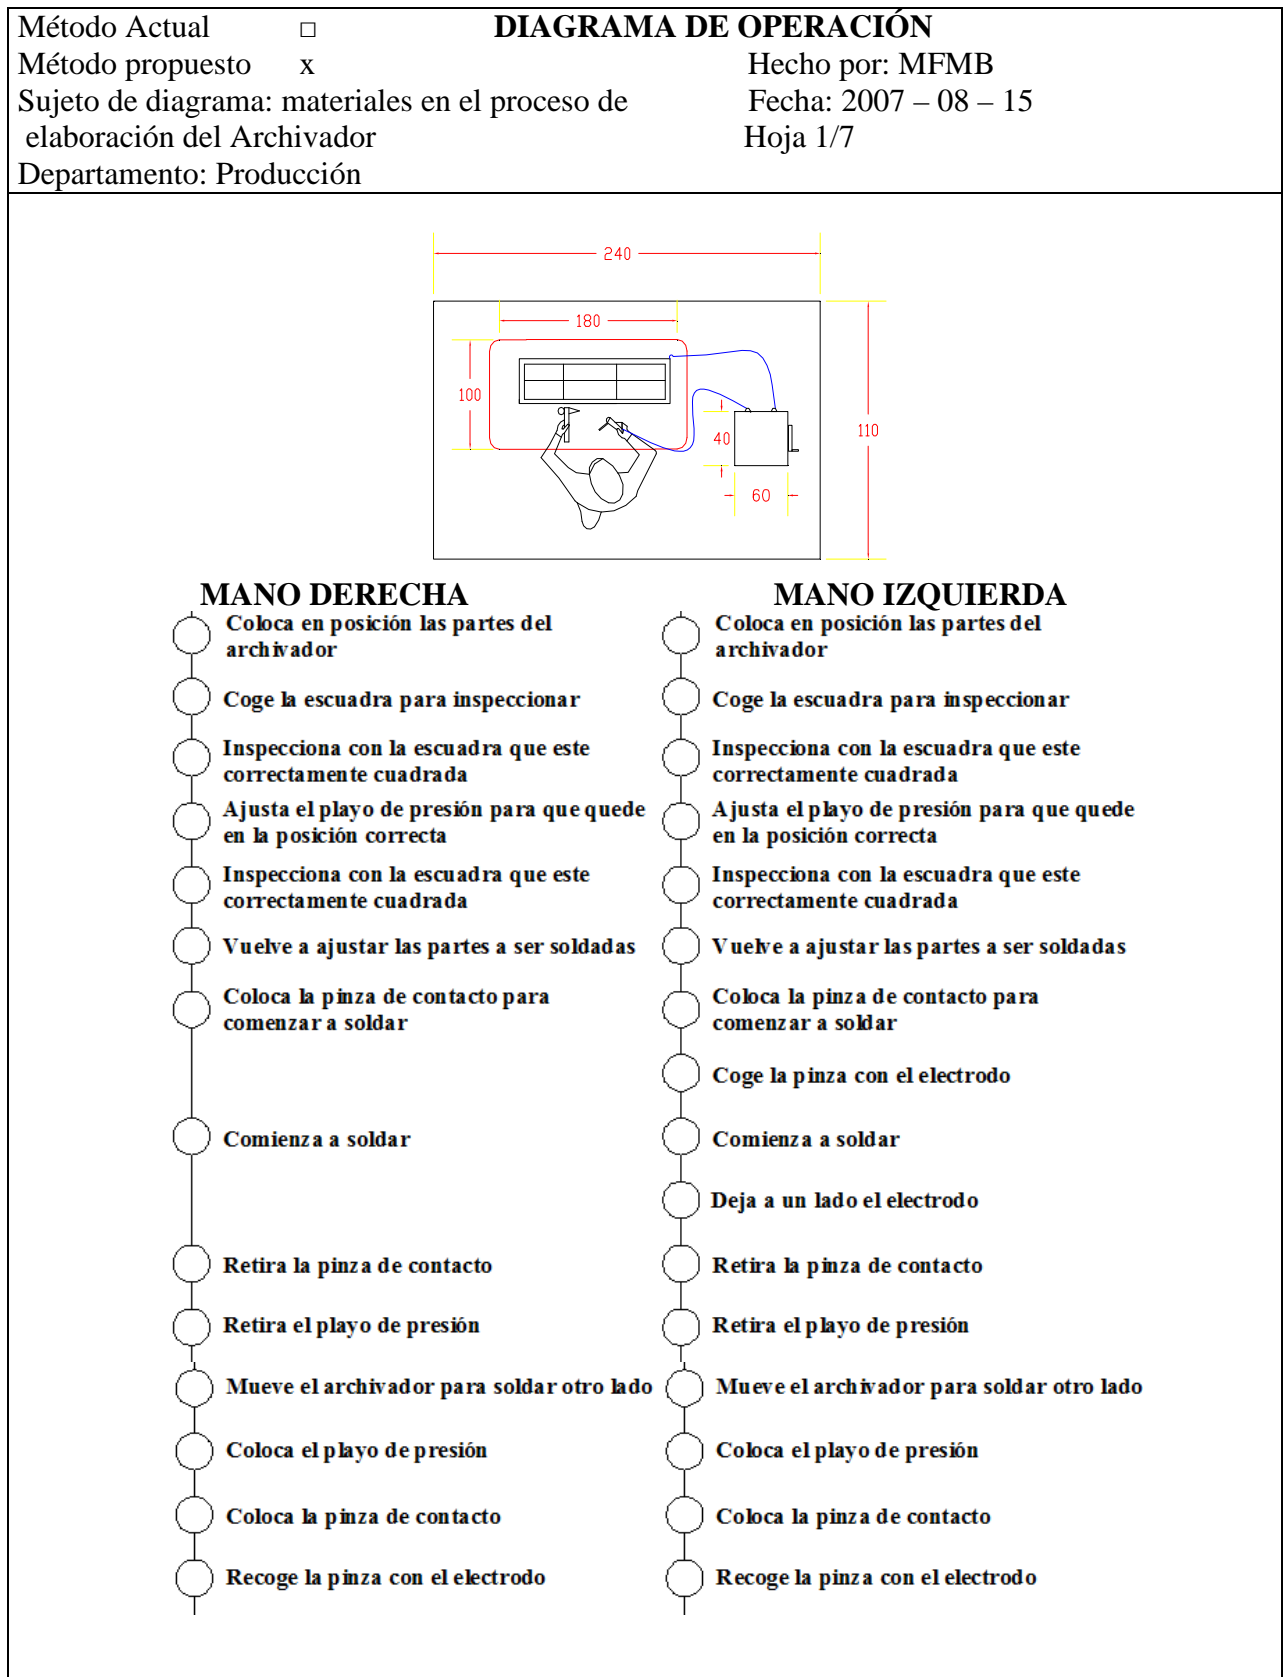 Método Actual □ DIAGRAMA DE OPERACIÓN
Método propuesto x Hecho por: MFMB
Sujeto de diagrama: materiales en el proceso de Fecha: 2007 – 08 – 15
elaboración del Archivador Hoja 1/7
Departamento: Producción
240
180
100
40
110
60
MANO DERECHA MANO IZQUIERDA
Coloca en posición las partes del
archivador
Coloca en posición las partes del
archivador
Coge la escuadra para inspeccionar
Coge la escuadra para inspeccionar
Inspecciona con la escuadra que este
correctamente cuadrada
Inspecciona con la escuadra que este
correctamente cuadrada
Ajusta el playo de presión para que quede
en la posición correcta
Ajusta el playo de presión para que quede
en la posición correcta
Inspecciona con la escuadra que este
correctamente cuadrada
Inspecciona con la escuadra que este
correctamente cuadrada
Vuelve a ajustar las partes a ser soldadas
Vuelve a ajustar las partes a ser soldadas
Coloca la pinza de contacto para
comenzar a soldar
Coloca la pinza de contacto para
comenzar a soldar
Coge la pinza con el electrodo
Comienza a soldar
Comienza a soldar
Deja a un lado el electrodo
Retira la pinza de contacto
Retira la pinza de contacto
Retira el playo de presión
Retira el playo de presión
Mueve el archivador para soldar otro lado
Mueve el archivador para soldar otro lado
Coloca el playo de presión
Coloca el playo de presión
Coloca la pinza de contacto
Coloca la pinza de contacto
Recoge la pinza con el electrodo
Recoge la pinza con el electrodo